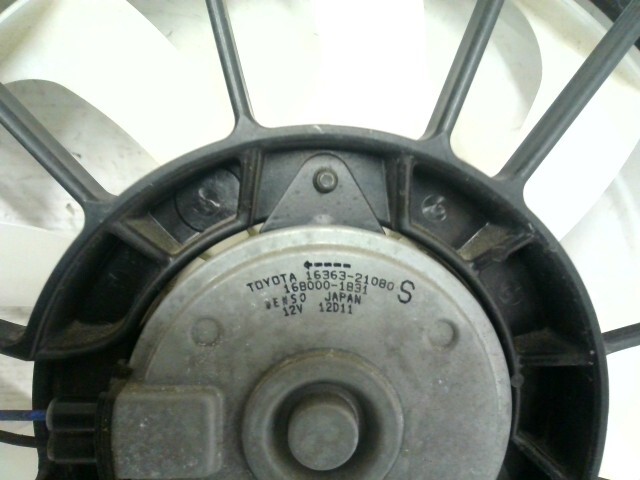 TOYOTA 16363-21080
168000-1831 S
DENSO JAPAN
12V 12D11